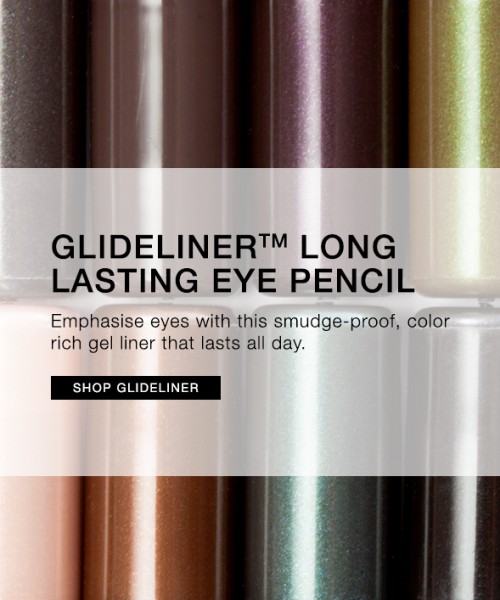 GLIDELINER™ LONG
LASTING EYE PENCIL
Emphasise eyes with this smudge-proof, color
rich gel liner that lasts all day.
SHOP GLIDELINER